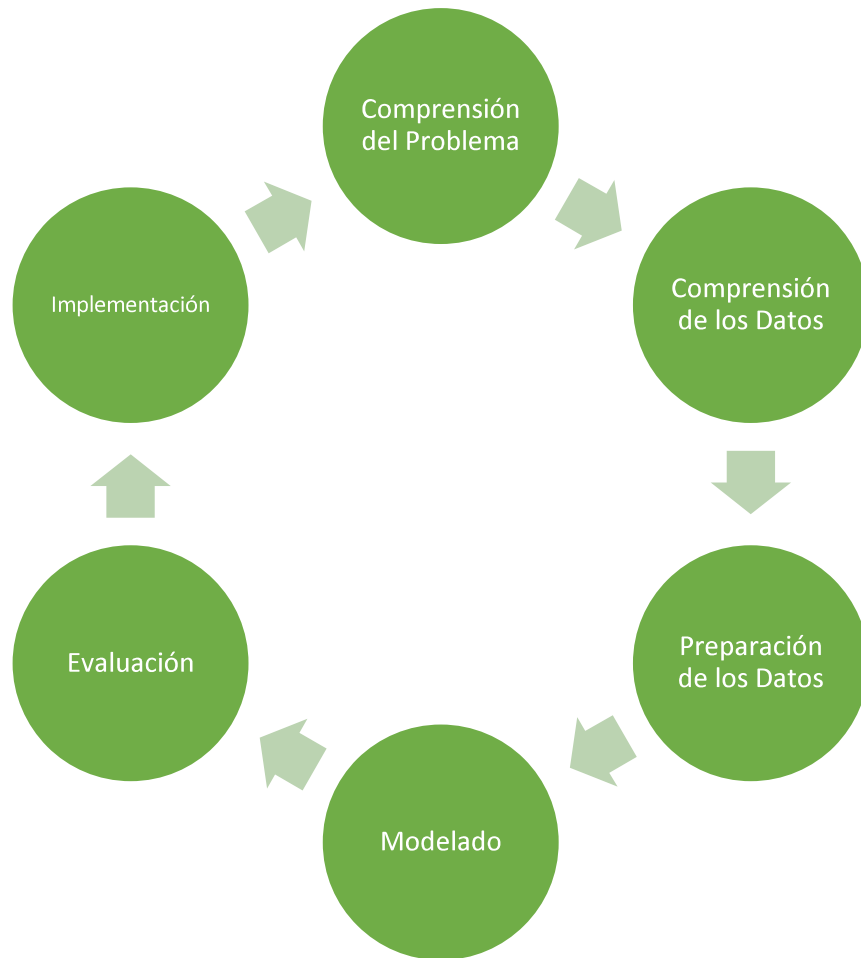 Comprensión
del Problema
Comprensión
de los Datos
Preparación
de los Datos
Modelado
Evaluación
Implementación